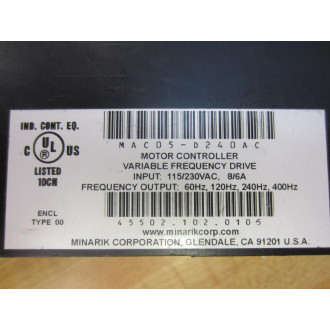 IND. CONT. EQ.
C UL US
LISTED
10CN
ENCL
TYPE 00
MAC05-D240AC
MOTOR CONTROLLER
VARIABLE FREQUENCY DRIVE
INPUT: 115/230VAC, 8/6A
FREQUENCY OUTPUT: 60Hz, 120Hz, 240Hz, 400Hz
45502.102.0105
www.minarikcorp.com
MINARIK CORPORATION, GLENDALE, CA 91201 U.S.A.